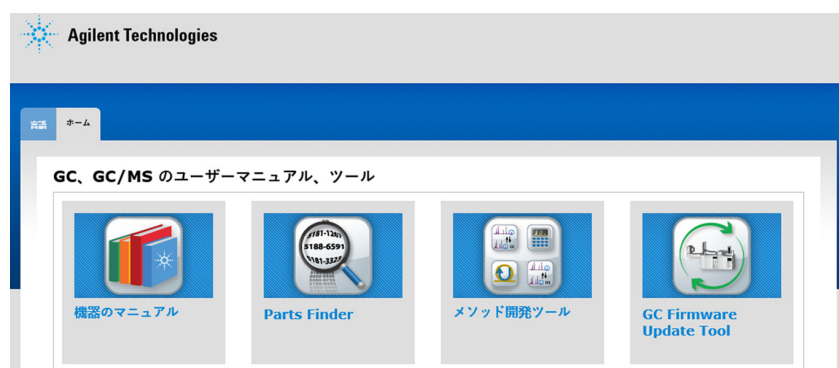 Agilent Technologies
言語
ホーム
GC、GC/MS のユーザーマニュアル、ツール
5188-6591
機器のマニュアル
Parts Finder
メソッド開発ツール
GC Firmware
Update Tool